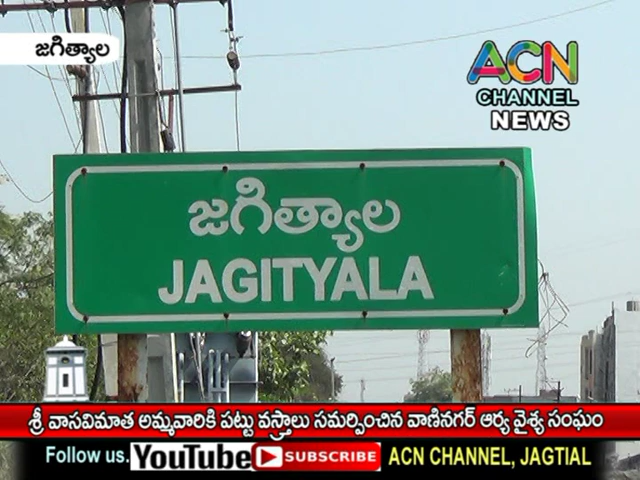 జగిత్యాల
ACN
CHANNEL
NEWS
జగిత్యాల
JAGITYALA
శ్రీ వాసవిమాత అమ్మవారికి పట్టు వస్త్రాలు సమర్పించిన వాణినగర్ ఆర్య వైశ్య సంఘం
Follow us. YouTube SUBSCRIBE ACN CHANNEL, JAGTIAL